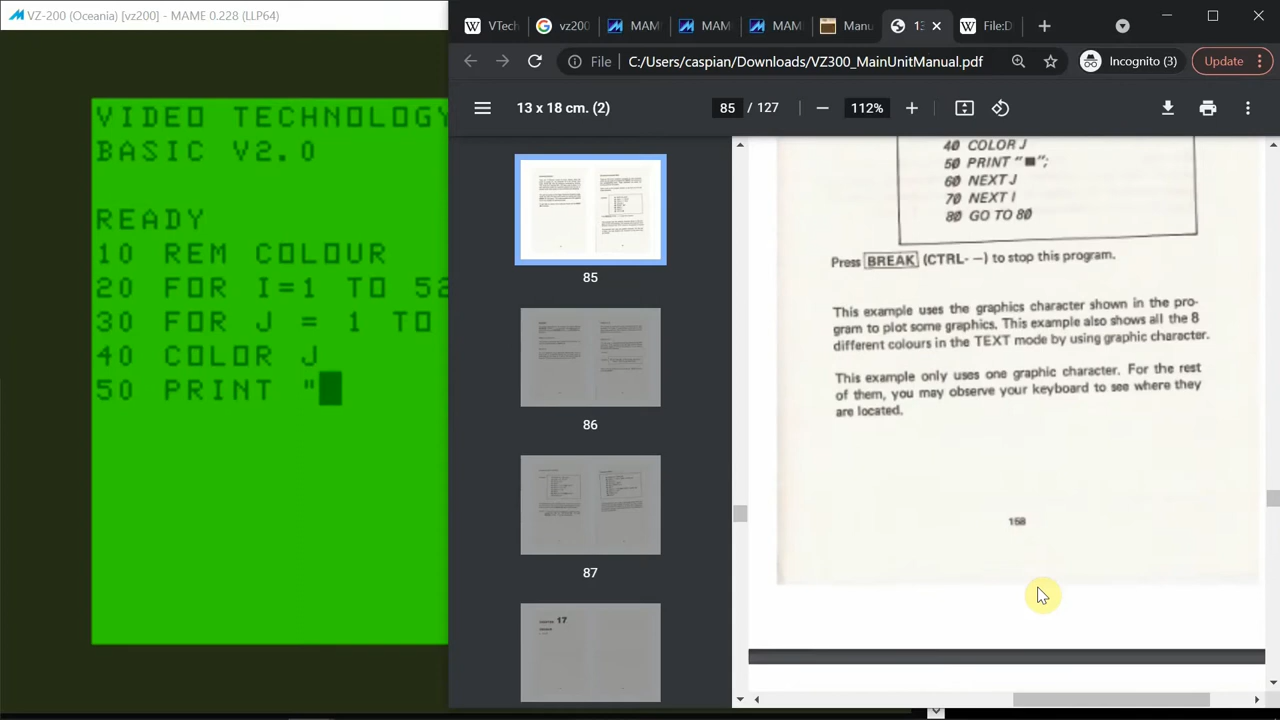 VZ-200 (Oceania) [vz200] - MAME 0.228 (LLP64)
VIDEO TECHNOLOGY
BASIC V2.0
READY
10 REM COLOUR
20 FOR I=1 TO 52
30 FOR J = 1 TO
40 COLOR J
50 PRINT "
VTech
vz200
MAM
MAM
MAM
Manu
13
File:D
File
C:/Users/caspian/Downloads/VZ300_MainUnitManual.pdf
Incognito (3)
Update
13 x 18 cm. (2)
85 / 127
112%
85
86
87
17
40 COLOR J
50 PRINT "■";
60 NEXT J
70 NEXT I
80 GO TO 80
Press BREAK (CTRL- —) to stop this program.
This example uses the graphics character shown in the pro-
gram to plot some graphics. This example also shows all the 8
different colours in the TEXT mode by using graphic character.
This example only uses one graphic character. For the rest
of them, you may observe your keyboard to see where they
are located.
158